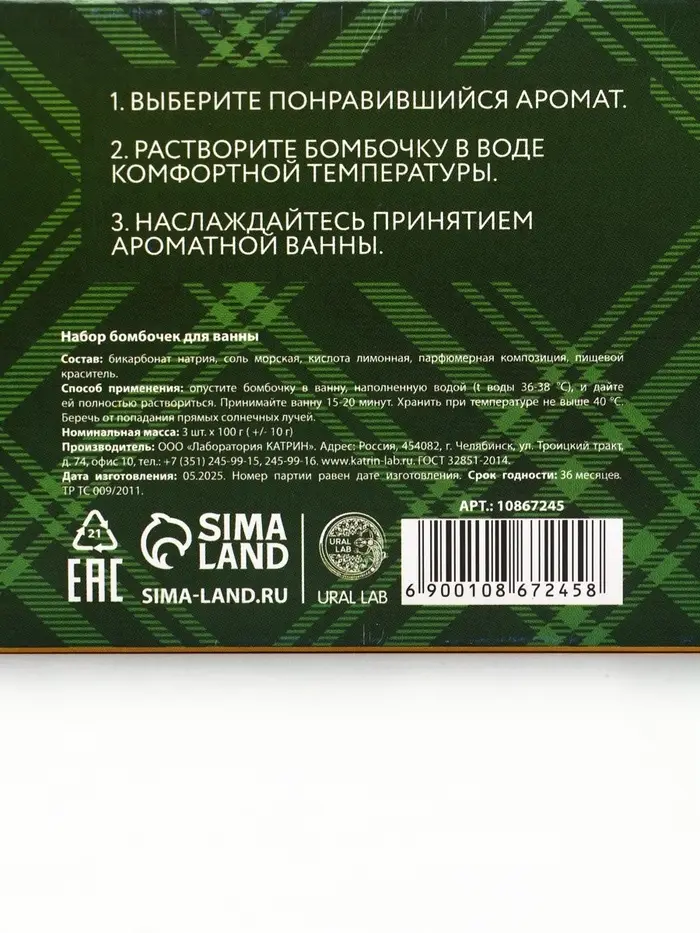 1. ВЫБЕРИТЕ ПОНРАВИВШИЙСЯ АРОМАТ.
2. РАСТВОРИТЕ БОМБОЧКУ В ВОДЕ
КОМФОРТНОЙ ТЕМПЕРАТУРЫ.
3. НАСЛАЖДАЙТЕСЬ ПРИНЯТИЕМ
АРОМАТНОЙ ВАННЫ.
Набор бомбочек для ванны
Состав: бикарбонат натрия, соль морская, кислота лимонная, парфюмерная композиция, пищевой
краситель.
Способ применения: опустите бомбочку в ванну, наполненную водой (t воды 36-38 °С), и дайте
ей полностью раствориться. Принимайте ванну 15-20 минут. Хранить при температуре не выше 40 °С.
Беречь от попадания прямых солнечных лучей.
Номинальная масса: 3 шт. х 100 г ( +/- 10 г)
Производитель: ООО «Лаборатория КАТРИН». Адрес: Россия, 454082, г. Челябинск, ул. Троицкий тракт,
д. 74, офис 10, тел.: +7 (351) 245-99-15, 245-99-16. www.katrin-lab.ru. ГОСТ 32851-2014.
Дата изготовления: 05.2025. Номер партии равен дате изготовления. Срок годности: 36 месяцев.
ТР ТС 009/2011.
АРТ.: 10867245
21
EAC
SIMA
LAND
SIMA-LAND.RU
URAL
LAB
URAL LAB
6 900108 672458